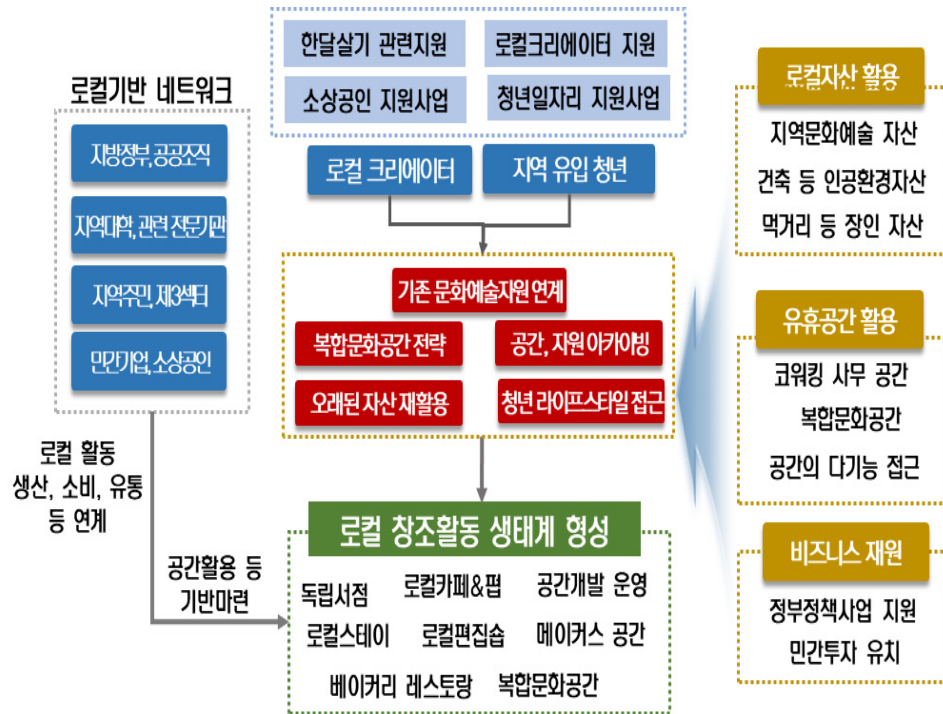 한달살기 관련지원
로컬크리에이터 지원
소상공인 지원사업
청년일자리 지원사업
로컬기반 네트워크
지방정부, 공공조직
지역대학, 관련 전문기관
지역주민, 제3섹터
민간기업, 소상공인
로컬 크리에이터
지역 유입 청년
기존 문화예술자원 연계
복합문화공간 전략
공간, 자원 아카이빙
오래된 자산 재활용
청년 라이프스타일 접근
로컬자산 활용
지역문화예술 자산
건축 등 인공환경자산
먹거리 등 장인 자산
유휴공간 활용
코워킹 사무 공간
복합문화공간
공간의 다기능 접근
비즈니스 재원
정부정책사업 지원
민간투자 유치
로컬 활동
생산, 소비, 유통
등 연계
공간활용 등
기반마련
로컬 창조활동 생태계 형성
독립서점
로컬카페&펍
공간개발 운영
로컬스테이
로컬편집숍
메이커스 공간
베이커리 레스토랑
복합문화공간